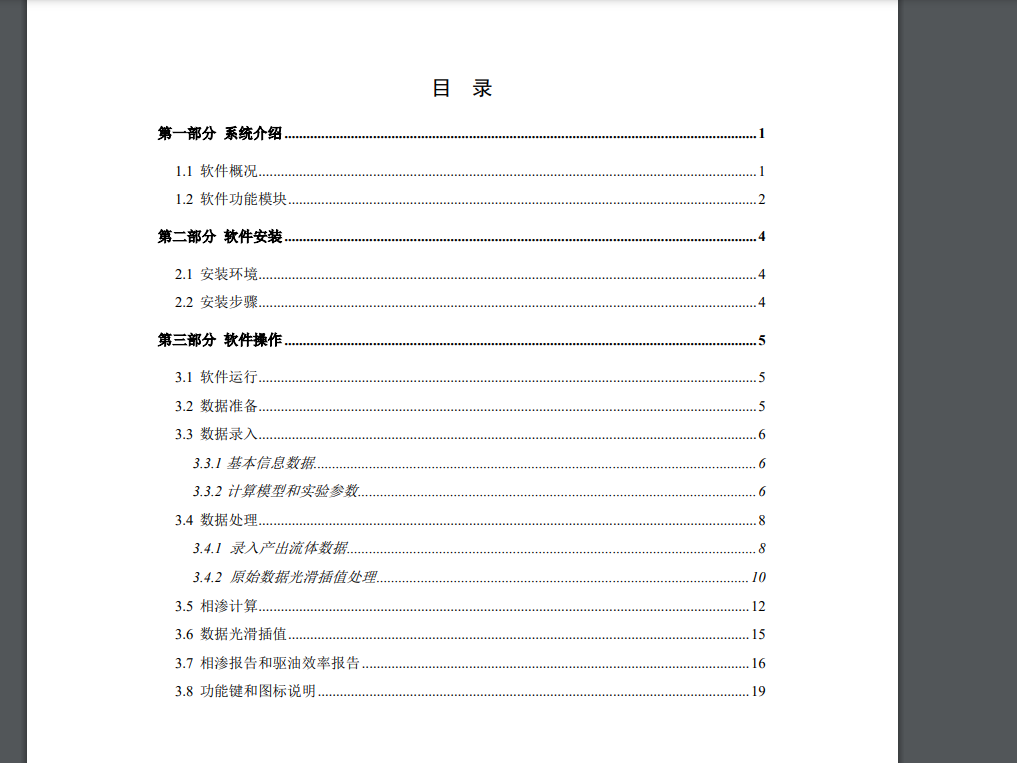 目 录
第一部分 系统介绍........................................1
1.1 软件概况........................................1
1.2 软件功能模块........................................2
第二部分 软件安装........................................4
2.1 安装环境........................................4
2.2 安装步骤........................................4
第三部分 软件操作........................................5
3.1 软件运行........................................5
3.2 数据准备........................................5
3.3 数据录入........................................6
3.3.1 基本信息数据........................................6
3.3.2 计算模型和实验参数........................................6
3.4 数据处理........................................8
3.4.1 录入产出流体数据........................................8
3.4.2 原始数据光滑插值处理........................................10
3.5 相渗计算........................................12
3.6 数据光滑插值........................................15
3.7 相渗报告和驱油效率报告........................................16
3.8 功能键和图标说明........................................19